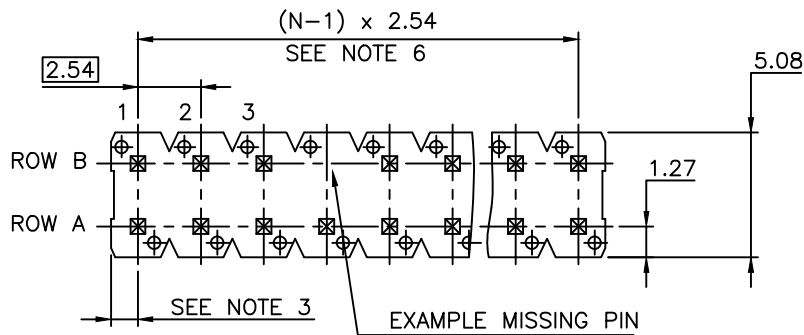 (N-1) x 2.54
SEE NOTE 6
2.54
5.08
1 2 3
ROW B
1.27
ROW A
SEE NOTE 3
EXAMPLE MISSING PIN